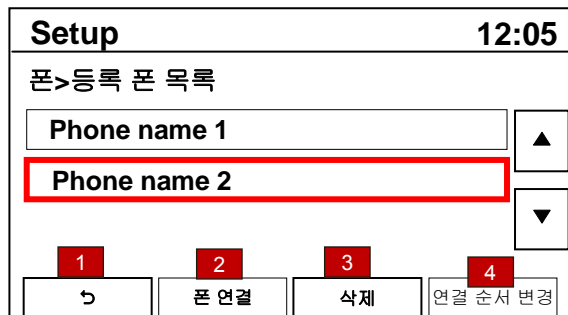 Setup 12:05
폰>등록 폰 목록
Phone name 1
▲
Phone name 2
▼
1 2 3 4
폰 연결 삭제 연결 순서 변경